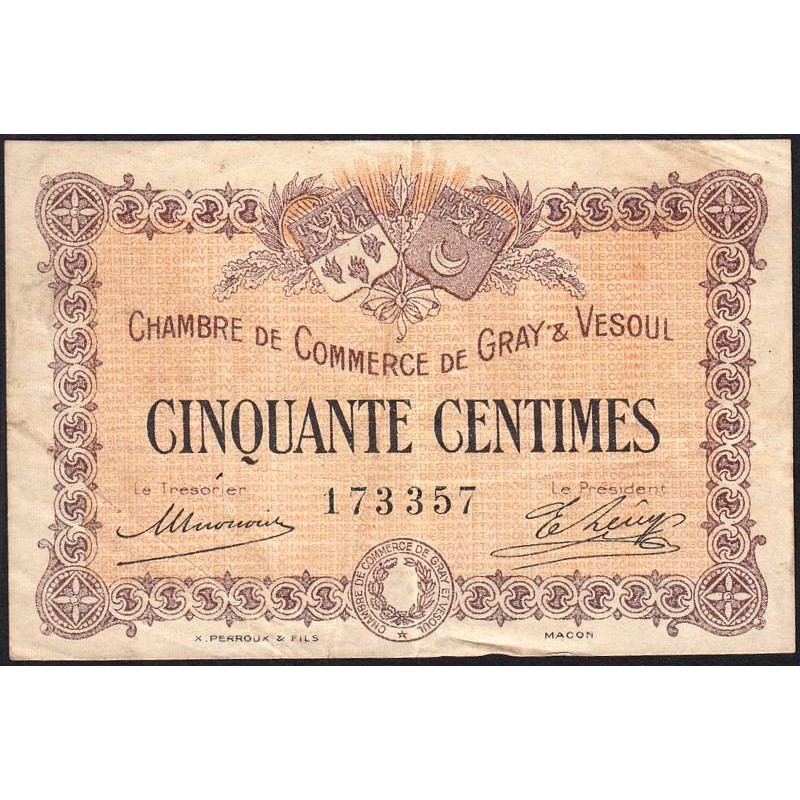 CHAMBRE DE COMMERCE DE GRAY & VESOUL
CINQUANTE CENTIMES
Le Trésorier
173357
Le Président
CHAMBRE DE COMMERCE DE GRAY ET VESOUL
X. PERROUX & FILS
MACON